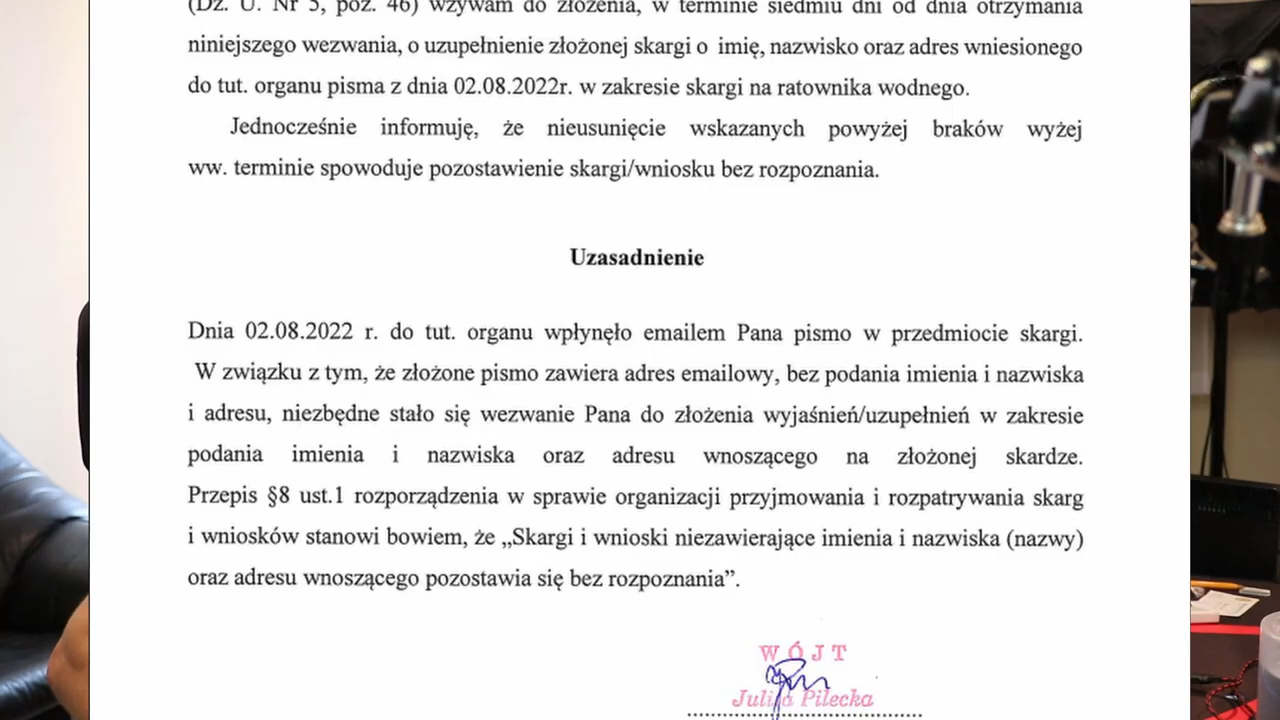 (Dz. U. Nr 5, poz. 46) wzywam do złożenia, w terminie siedmiu dni od dnia otrzymania
niniejszego wezwania, o uzupełnienie złożonej skargi o imię, nazwisko oraz adres wniesionego
do tut. organu pisma z dnia 02.08.2022r. w zakresie skargi na ratownika wodnego.
Jednocześnie informuję, że nieusunięcie wskazanych powyżej braków wyżej
ww. terminie spowoduje pozostawienie skargi/wniosku bez rozpoznania.
Uzasadnienie
Dnia 02.08.2022 r. do tut. organu wpłynęło emailem Pana pismo w przedmiocie skargi.
W związku z tym, że złożone pismo zawiera adres emailowy, bez podania imienia i nazwiska
i adresu, niezbędne stało się wezwanie Pana do złożenia wyjaśnień/uzupełnień w zakresie
podania imienia i nazwiska oraz adresu wnoszącego na złożonej skardze.
Przepis §8 ust.1 rozporządzenia w sprawie organizacji przyjmowania i rozpatrywania skarg
i wniosków stanowi bowiem, że „Skargi i wnioski niezawierające imienia i nazwiska (nazwy)
oraz adresu wnoszącego pozostawia się bez rozpoznania”.
WÓJT
Julija Pilecka